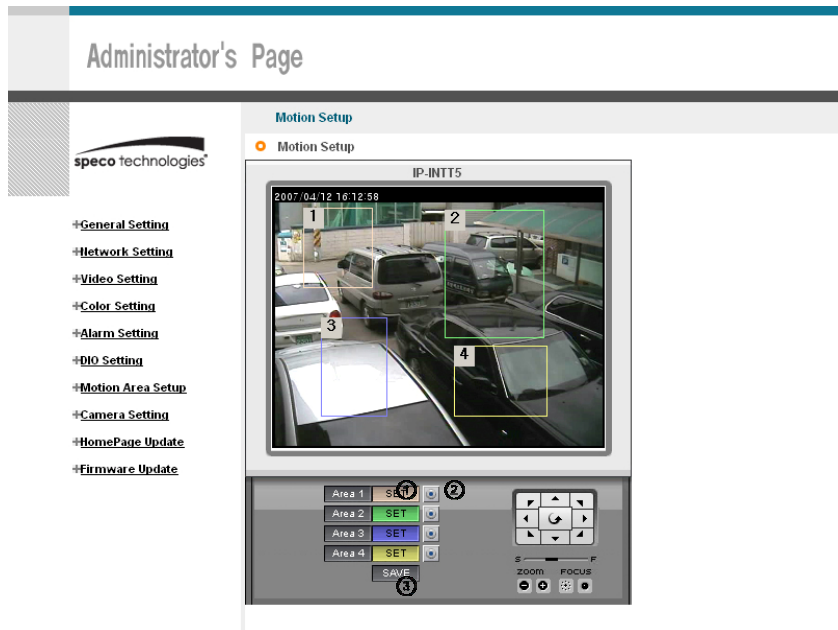 Administrator's Page
Motion Setup
speco technologies
Motion Setup
IP-INTT5
2007/04/12 16:12:58
1
2
3
4
General Setting
Network Setting
Video Setting
Color Setting
Alarm Setting
DIO Setting
Motion Area Setup
Camera Setting
HomePage Update
Firmware Update
Area 1 SET ① ②
Area 2 SET
Area 3 SET
Area 4 SET
SAVE
③
S F
ZOOM FOCUS